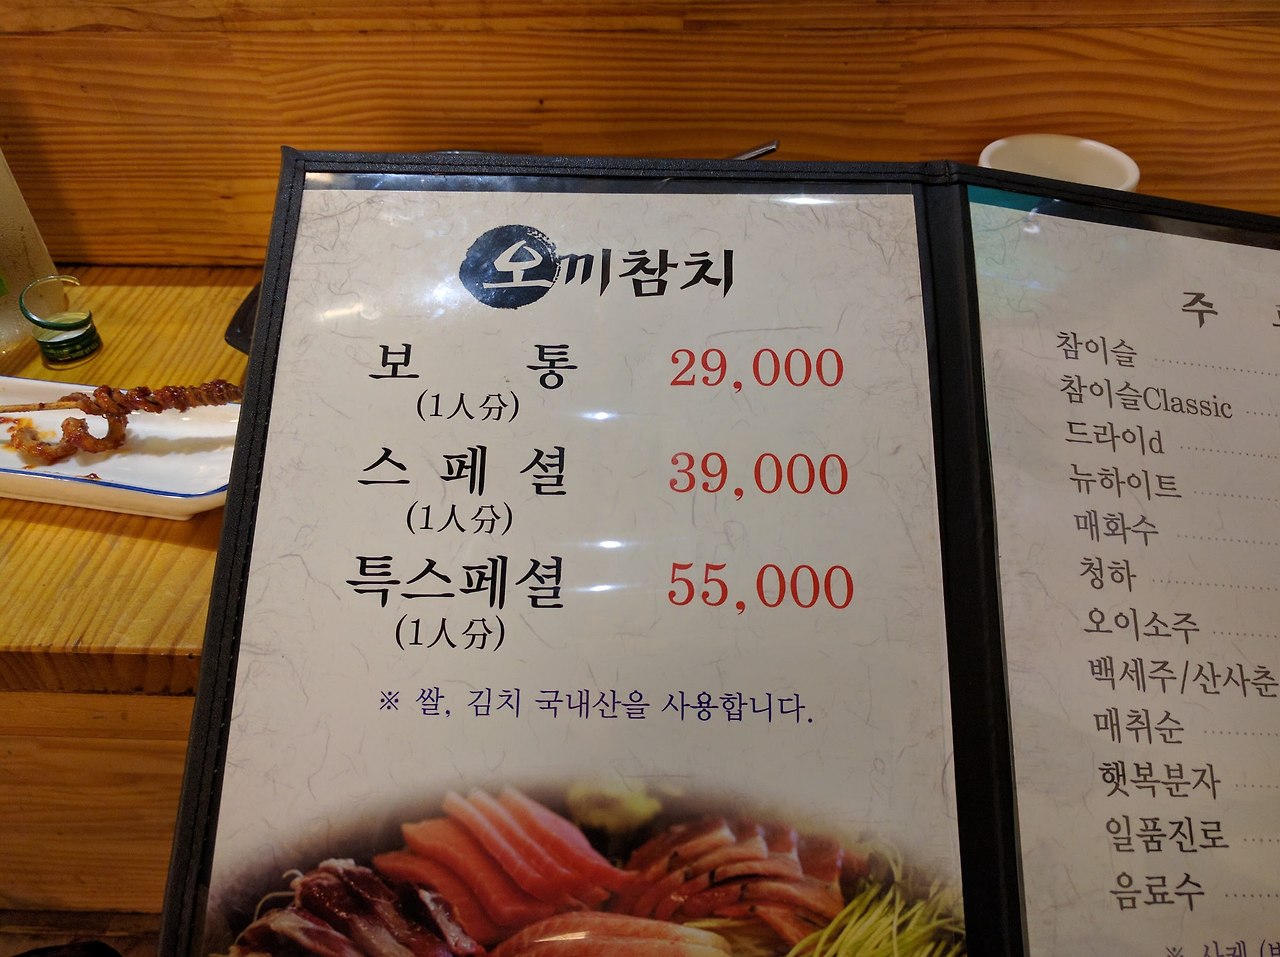 오끼참치
보 통 29,000
(1人分)
스 페 셜 39,000
(1人分)
특스페셜 55,000
(1人分)
※ 쌀, 김치 국내산을 사용합니다.
주
참이슬
참이슬Classic
드라이d
뉴하이트
매화수
청하
오이소주
백세주/산사춘
매취순
햇복분자
일품진로
음료수
※ 사케